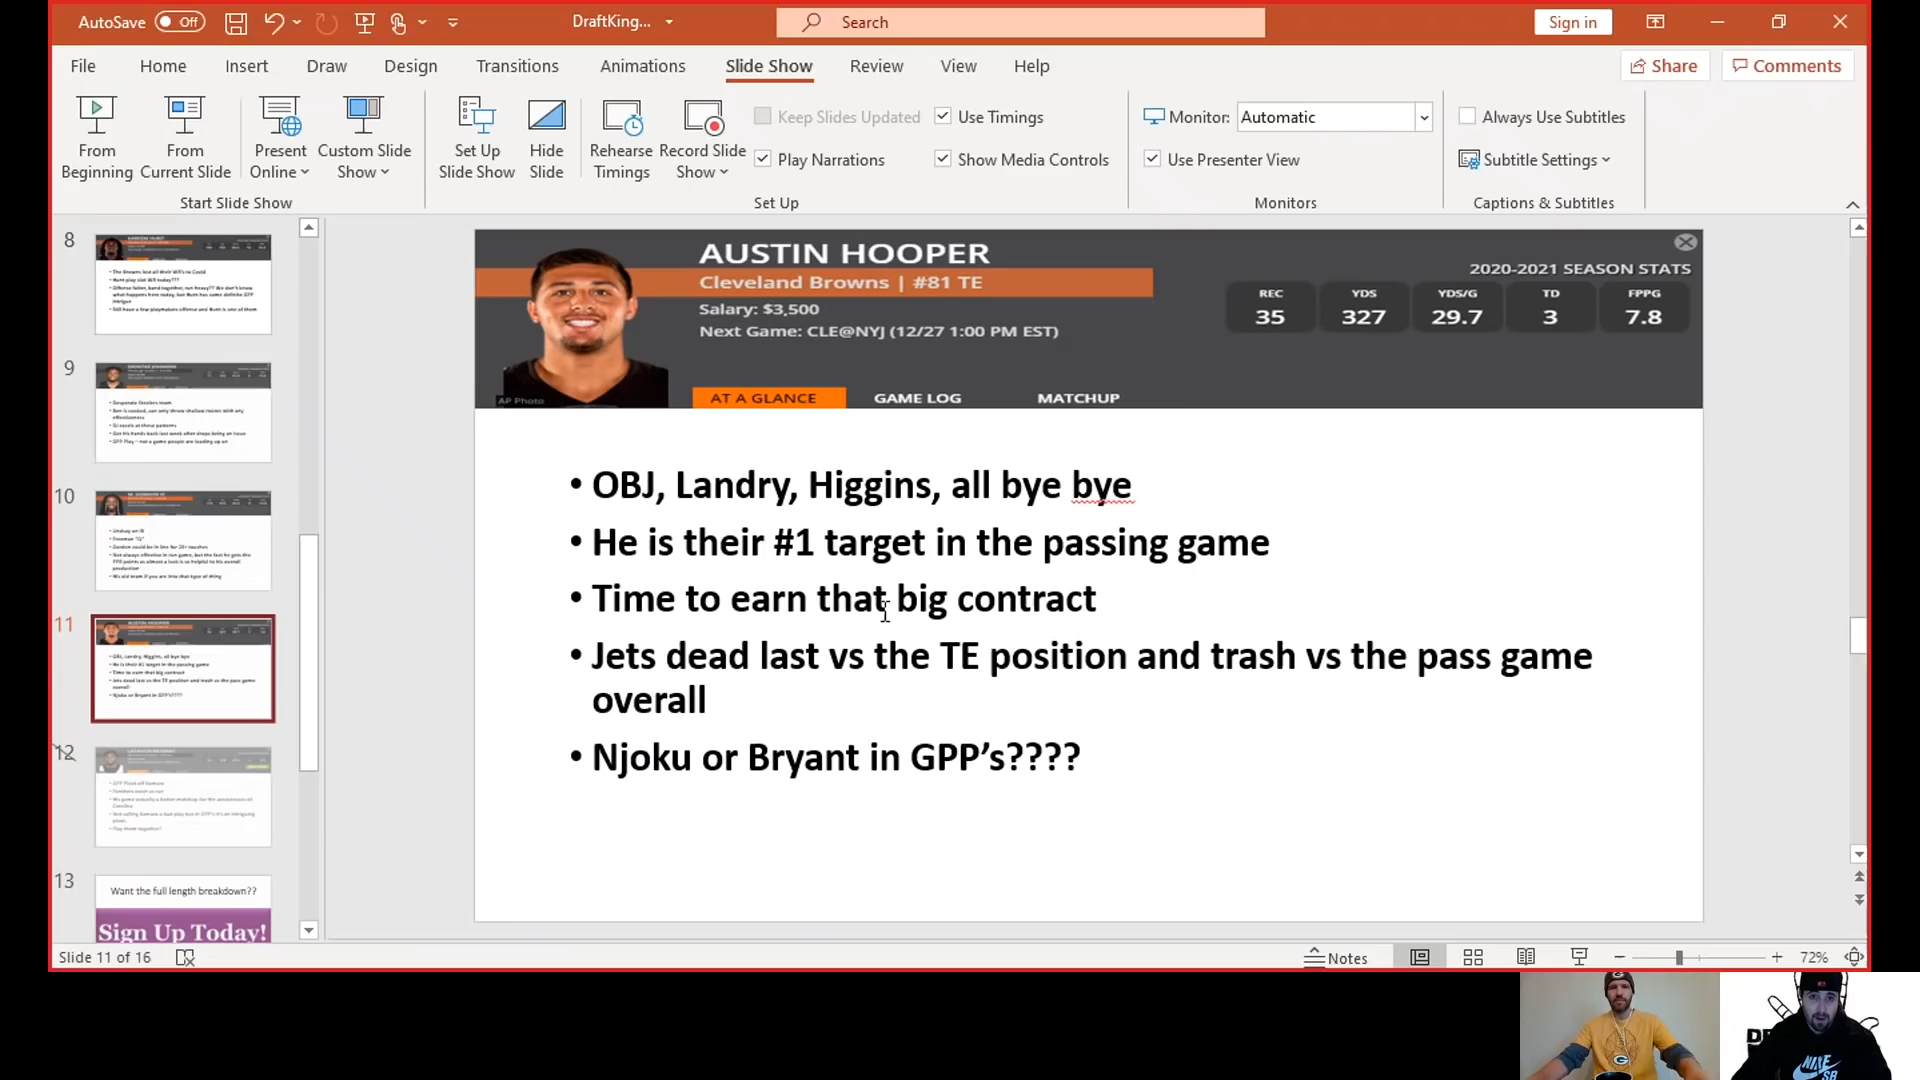 AutoSave Off DraftKing... Search Sign in
File Home Insert Draw Design Transitions Animations Slide Show Review View Help Share Comments
From Beginning
From Current Slide
Present Online
Custom Slide Show
Set Up Slide Show
Hide Slide
Rehearse Timings
Record Slide Show
Keep Slides Updated
Use Timings
Play Narrations
Show Media Controls
Monitor: Automatic
Use Presenter View
Always Use Subtitles
Subtitle Settings
Start Slide Show Set Up Monitors Captions & Subtitles
8
9
10
11
12
13
Want the full length breakdown??
Sign Up Today!
AUSTIN HOOPER
Cleveland Browns | #81 TE
Salary: $3,500
Next Game: CLE@NYJ (12/27 1:00 PM EST)
2020-2021 SEASON STATS
REC YDS YDS/G TD FPPG
35 327 29.7 3 7.8
AP Photo
AT A GLANCE GAME LOG MATCHUP
• OBJ, Landry, Higgins, all bye bye
• He is their #1 target in the passing game
• Time to earn that big contract
• Jets dead last vs the TE position and trash vs the pass game
overall
• Njoku or Bryant in GPP's????
Slide 11 of 16 Notes 72%
NIKE SB